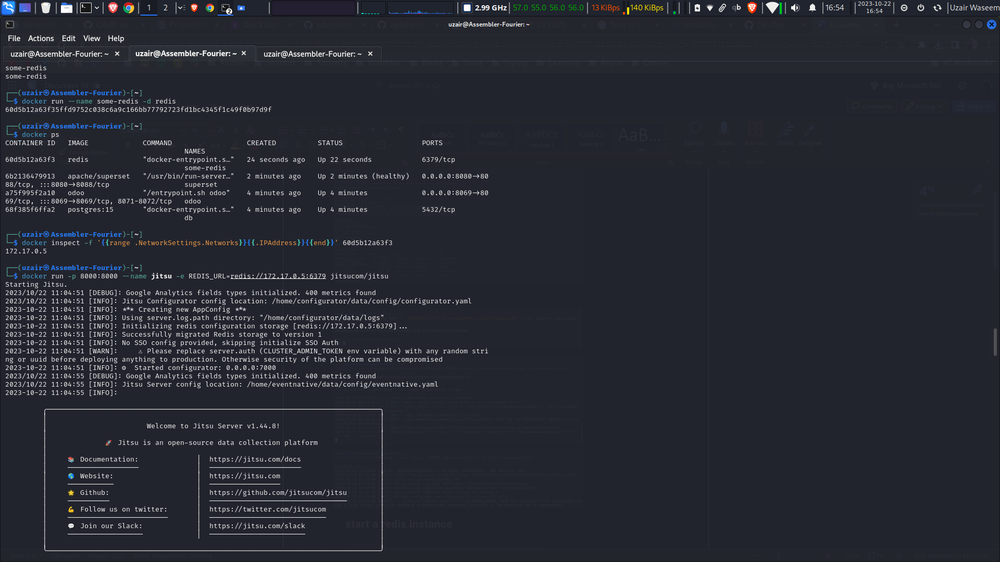 1 2 2.99 GHz 57.0 55.0 56.0 56.0 13 KiBps 140 KiBps 16:54 2023-10-22 16:54 Uzair Waseem
uzair@Assembler-Fourier: ~
File Actions Edit View Help
uzair@Assembler-Fourier: ~ × uzair@Assembler-Fourier: ~ × uzair@Assembler-Fourier: ~ ×
some-redis
some-redis
┌──(uzair㉿Assembler-Fourier)-[~]
└─$ docker run --name some-redis -d redis
60d5b12a63f35ffd9752c038c6a9c166bb77792723fd1bc4345f1c49f0b97d9f
┌──(uzair㉿Assembler-Fourier)-[~]
└─$ docker ps
CONTAINER ID IMAGE COMMAND CREATED STATUS PORTS
NAMES
60d5b12a63f3 redis "docker-entrypoint.s…" 24 seconds ago Up 22 seconds 6379/tcp
some-redis
6b2136479913 apache/superset "/usr/bin/run-server…" 2 minutes ago Up 2 minutes (healthy) 0.0.0.0:8080->80
88/tcp, :::8080->8088/tcp superset
a75f995f2a10 odoo "/entrypoint.sh odoo" 4 minutes ago Up 4 minutes 0.0.0.0:8069->80
69/tcp, :::8069->8069/tcp, 8071-8072/tcp odoo
68f385f6ffa2 postgres:15 "docker-entrypoint.s…" 4 minutes ago Up 4 minutes 5432/tcp
db
┌──(uzair㉿Assembler-Fourier)-[~]
└─$ docker inspect -f '{{range .NetworkSettings.Networks}}{{.IPAddress}}{{end}}' 60d5b12a63f3
172.17.0.5
┌──(uzair㉿Assembler-Fourier)-[~]
└─$ docker run -p 8000:8000 --name jitsu -e REDIS_URL=redis://172.17.0.5:6379 jitsucom/jitsu
Starting Jitsu.
2023/10/22 11:04:51 [DEBUG]: Google Analytics fields types initialized. 400 metrics found
2023/10/22 11:04:51 [INFO]: Jitsu Configurator config location: /home/configurator/data/config/configurator.yaml
2023-10-22 11:04:51 [INFO]: *** Creating new AppConfig ***
2023-10-22 11:04:51 [INFO]: Using server.log.path directory: "/home/configurator/data/logs"
2023-10-22 11:04:51 [INFO]: Initializing redis configuration storage [redis://172.17.0.5:6379]...
2023-10-22 11:04:51 [INFO]: Successfully migrated Redis storage to version 1
2023-10-22 11:04:51 [INFO]: No SSO config provided, skipping initialize SSO Auth
2023-10-22 11:04:51 [WARN]: ⚠ Please replace server.auth (CLUSTER_ADMIN_TOKEN env variable) with any random stri
ng or uuid before deploying anything to production. Otherwise security of the platform can be compromised
2023-10-22 11:04:51 [INFO]: ⚙ Started configurator: 0.0.0.0:7000
2023/10/22 11:04:55 [DEBUG]: Google Analytics fields types initialized. 400 metrics found
2023/10/22 11:04:55 [INFO]: Jitsu Server config location: /home/eventnative/data/config/eventnative.yaml
2023-10-22 11:04:55 [INFO]:
Welcome to Jitsu Server v1.44.8!
🚀 Jitsu is an open-source data collection platform
📚 Documentation: https://jitsu.com/docs
🌎 Website: https://jitsu.com
🌟 Github: https://github.com/jitsucom/jitsu
💪 Follow us on twitter: https://twitter.com/jitsucom
💬 Join our Slack: https://jitsu.com/slack
start a redis instance